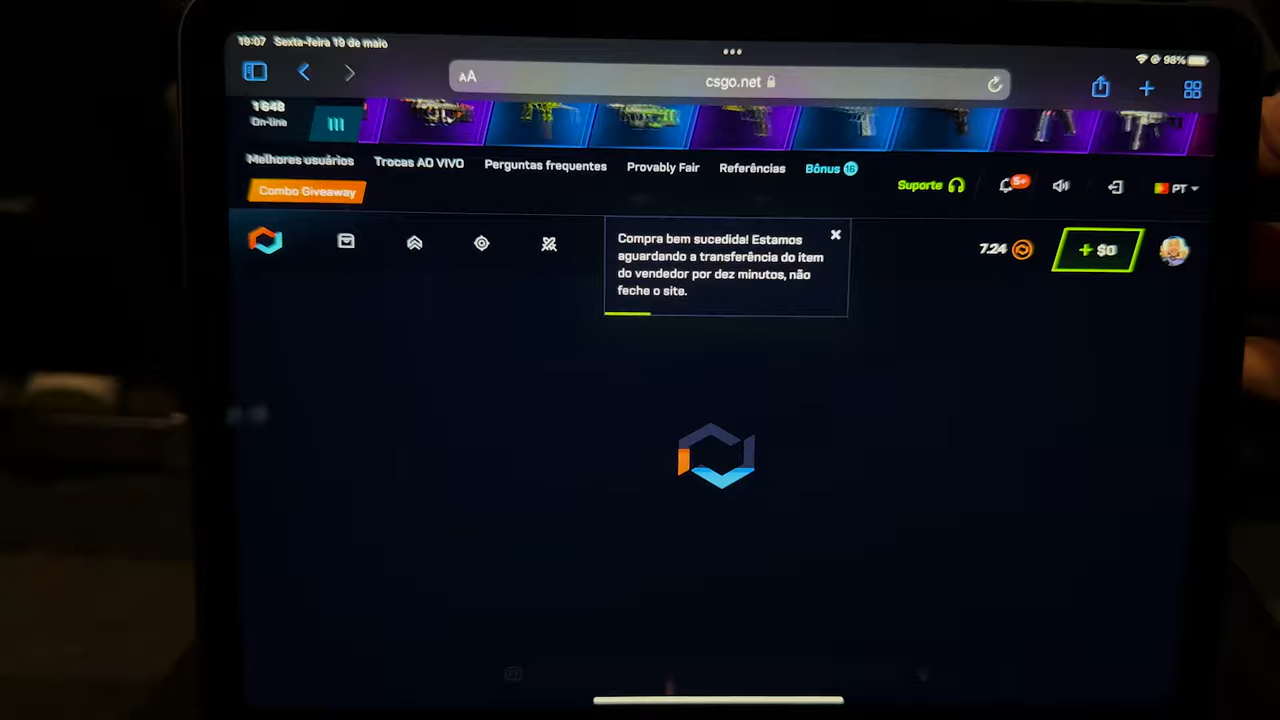 19:07 Sexta-feira 19 de maio
98%
AA
csgo.net
1648
On-line
Melhores usuários
Trocas AO VIVO
Perguntas frequentes
Provably Fair
Referências
Bônus 16
Suporte
5+
PT
Combo Giveaway
Compra bem sucedida! Estamos
aguardando a transferência do item
do vendedor por dez minutos, não
feche o site.
7.24
+ $0